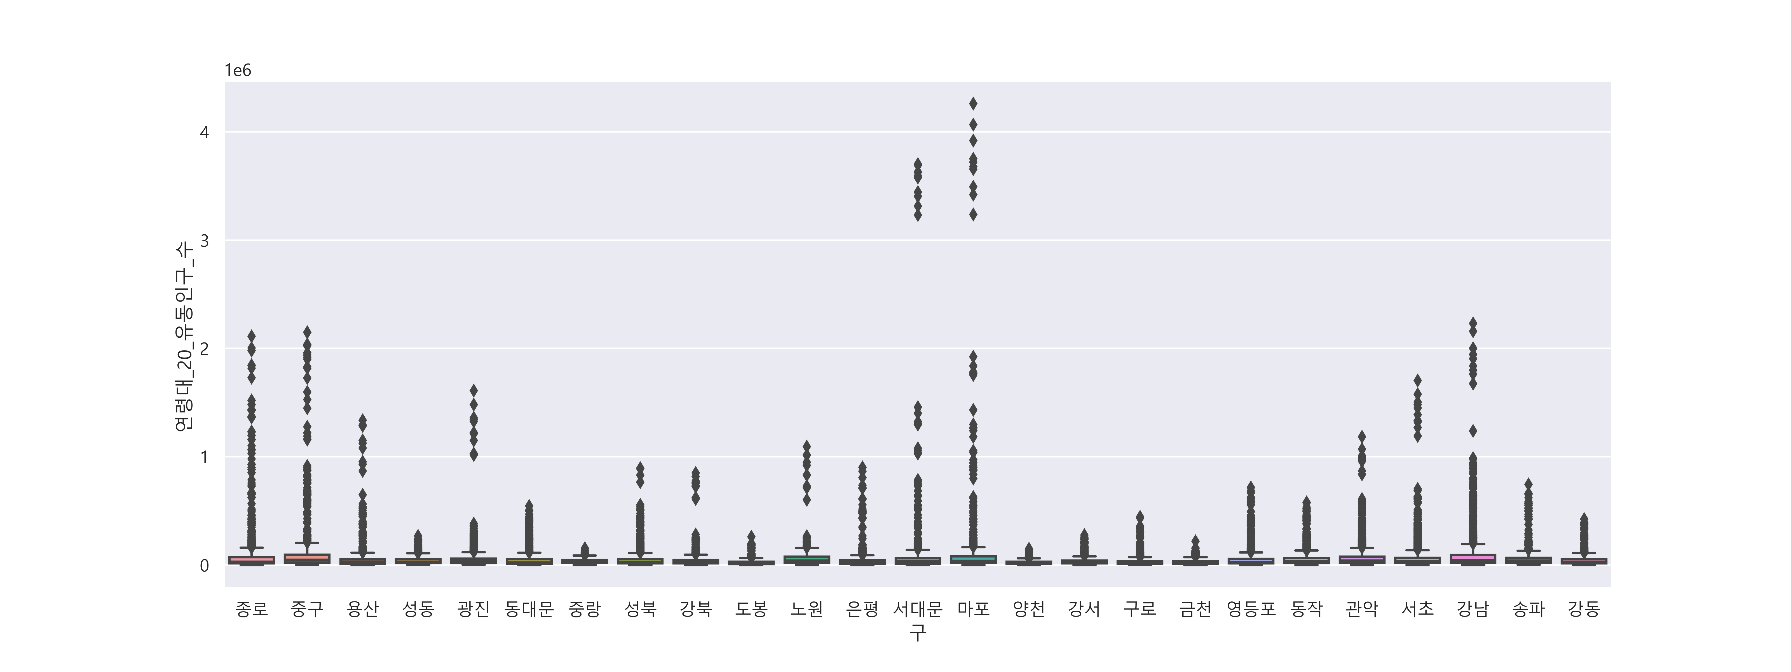 1e6
4
3
2
1
0
연령대_20_유동인구_수
종로 중구 용산 성동 광진 동대문 중랑 성북 강북 도봉 노원 은평 서대문 마포 양천 강서 구로 금천 영등포 동작 관악 서초 강남 송파 강동
구